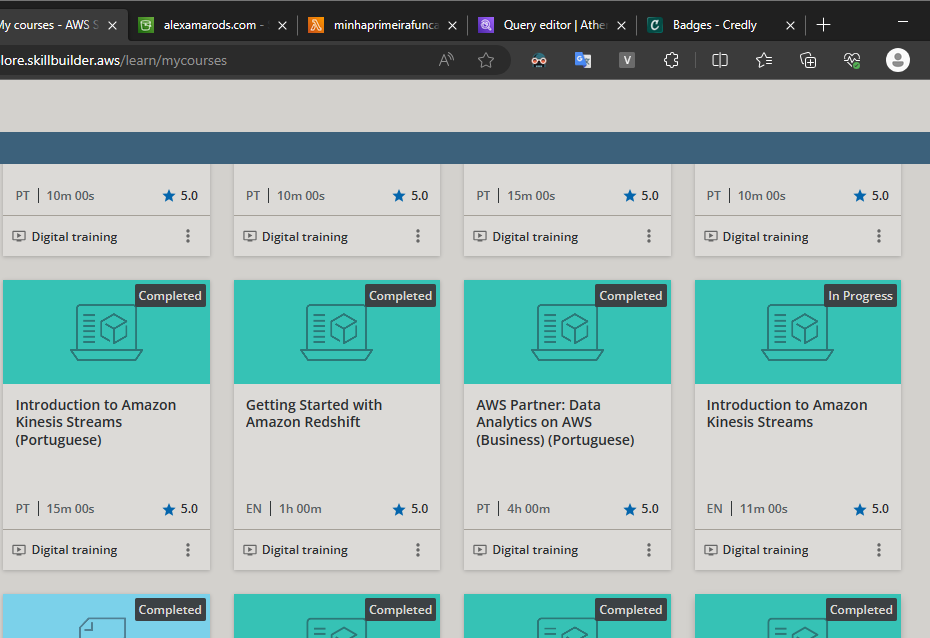 My courses - AWS S
alexamarods.com -
minhaprimeirafunca
Query editor | Athe
Badges - Credly
lore.skillbuilder.aws/learn/mycourses
PT | 10m 00s 5.0
PT | 10m 00s 5.0
PT | 15m 00s 5.0
PT | 10m 00s 5.0
Digital training
Digital training
Digital training
Digital training
Completed
Completed
Completed
In Progress
Introduction to Amazon
Kinesis Streams
(Portuguese)
Getting Started with
Amazon Redshift
AWS Partner: Data
Analytics on AWS
(Business) (Portuguese)
Introduction to Amazon
Kinesis Streams
PT | 15m 00s 5.0
EN | 1h 00m 5.0
PT | 4h 00m 5.0
EN | 11m 00s 5.0
Digital training
Digital training
Digital training
Digital training
Completed
Completed
Completed
Completed